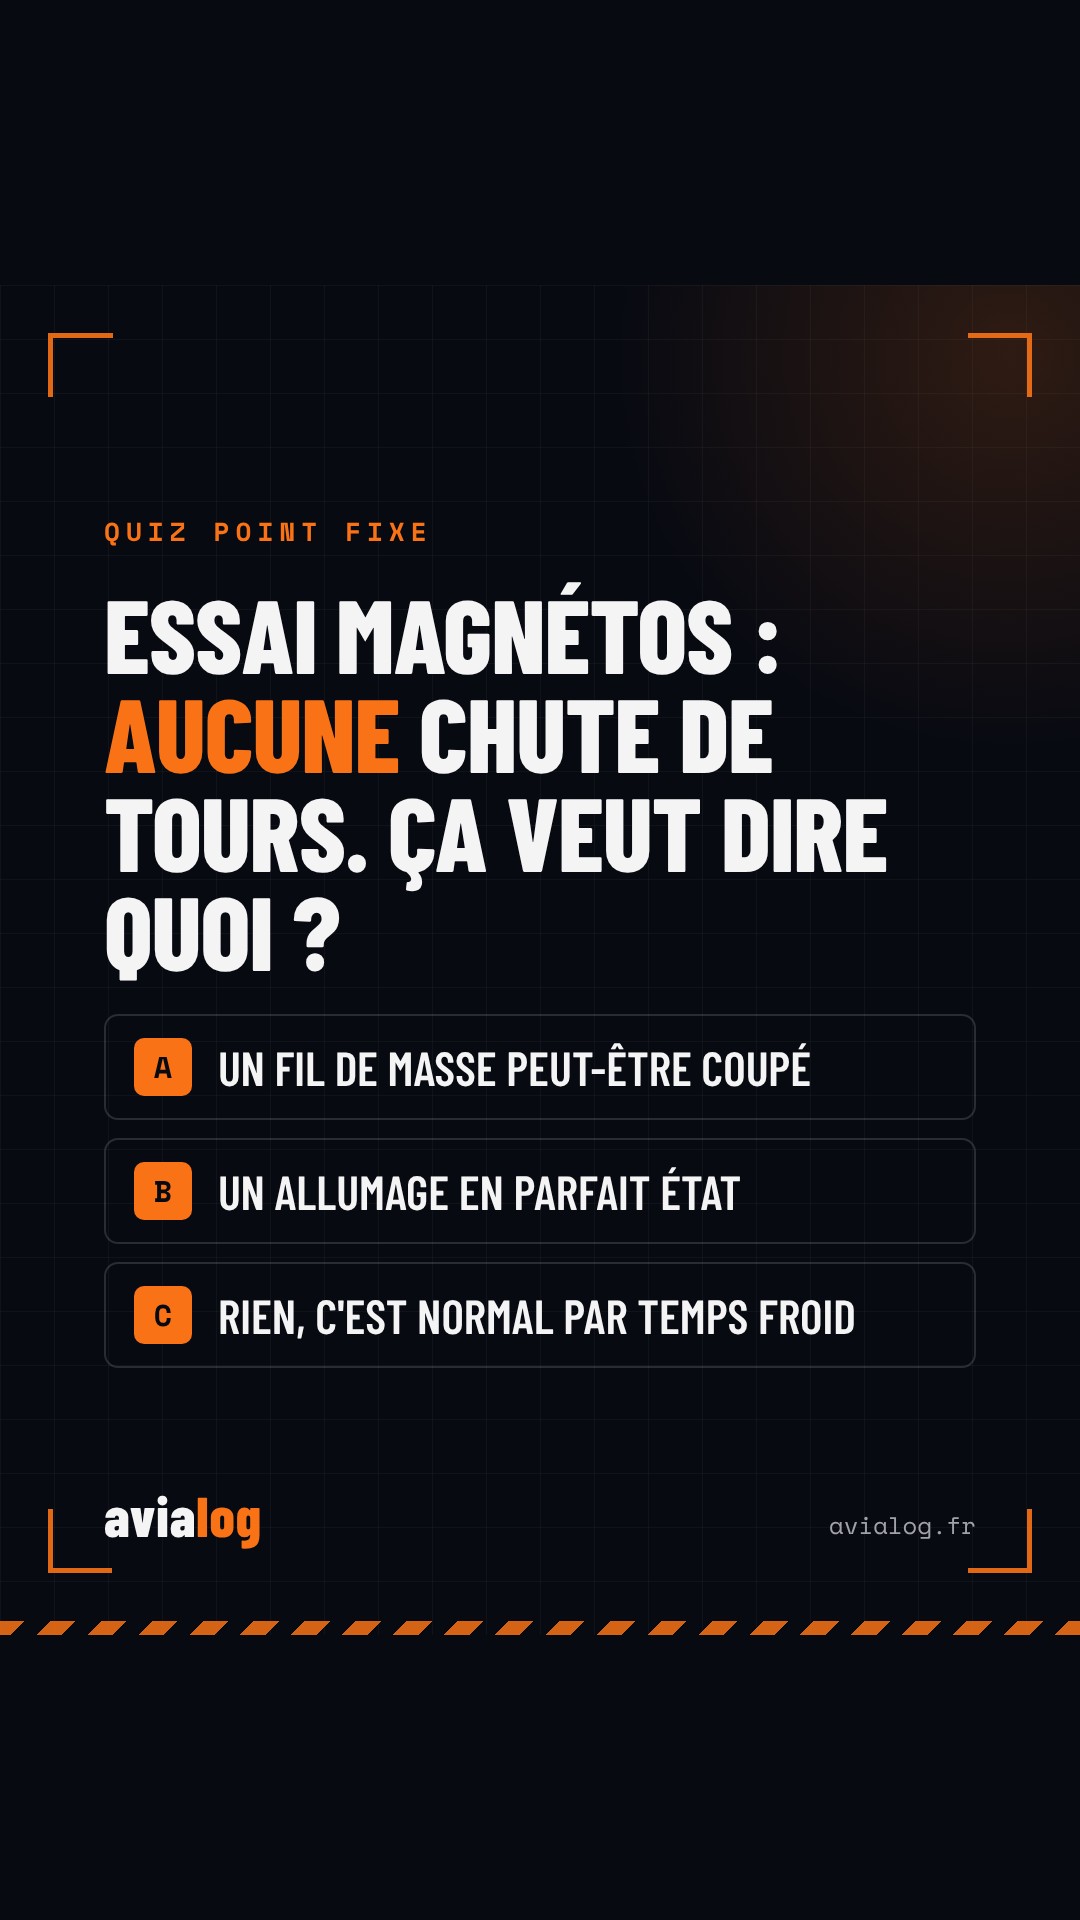 QUIZ POINT FIXE
ESSAI MAGNÉTOS :
AUCUNE CHUTE DE
TOURS. ÇA VEUT DIRE
QUOI ?
A UN FIL DE MASSE PEUT-ÊTRE COUPÉ
B UN ALLUMAGE EN PARFAIT ÉTAT
C RIEN, C'EST NORMAL PAR TEMPS FROID
avialog
avialog.fr